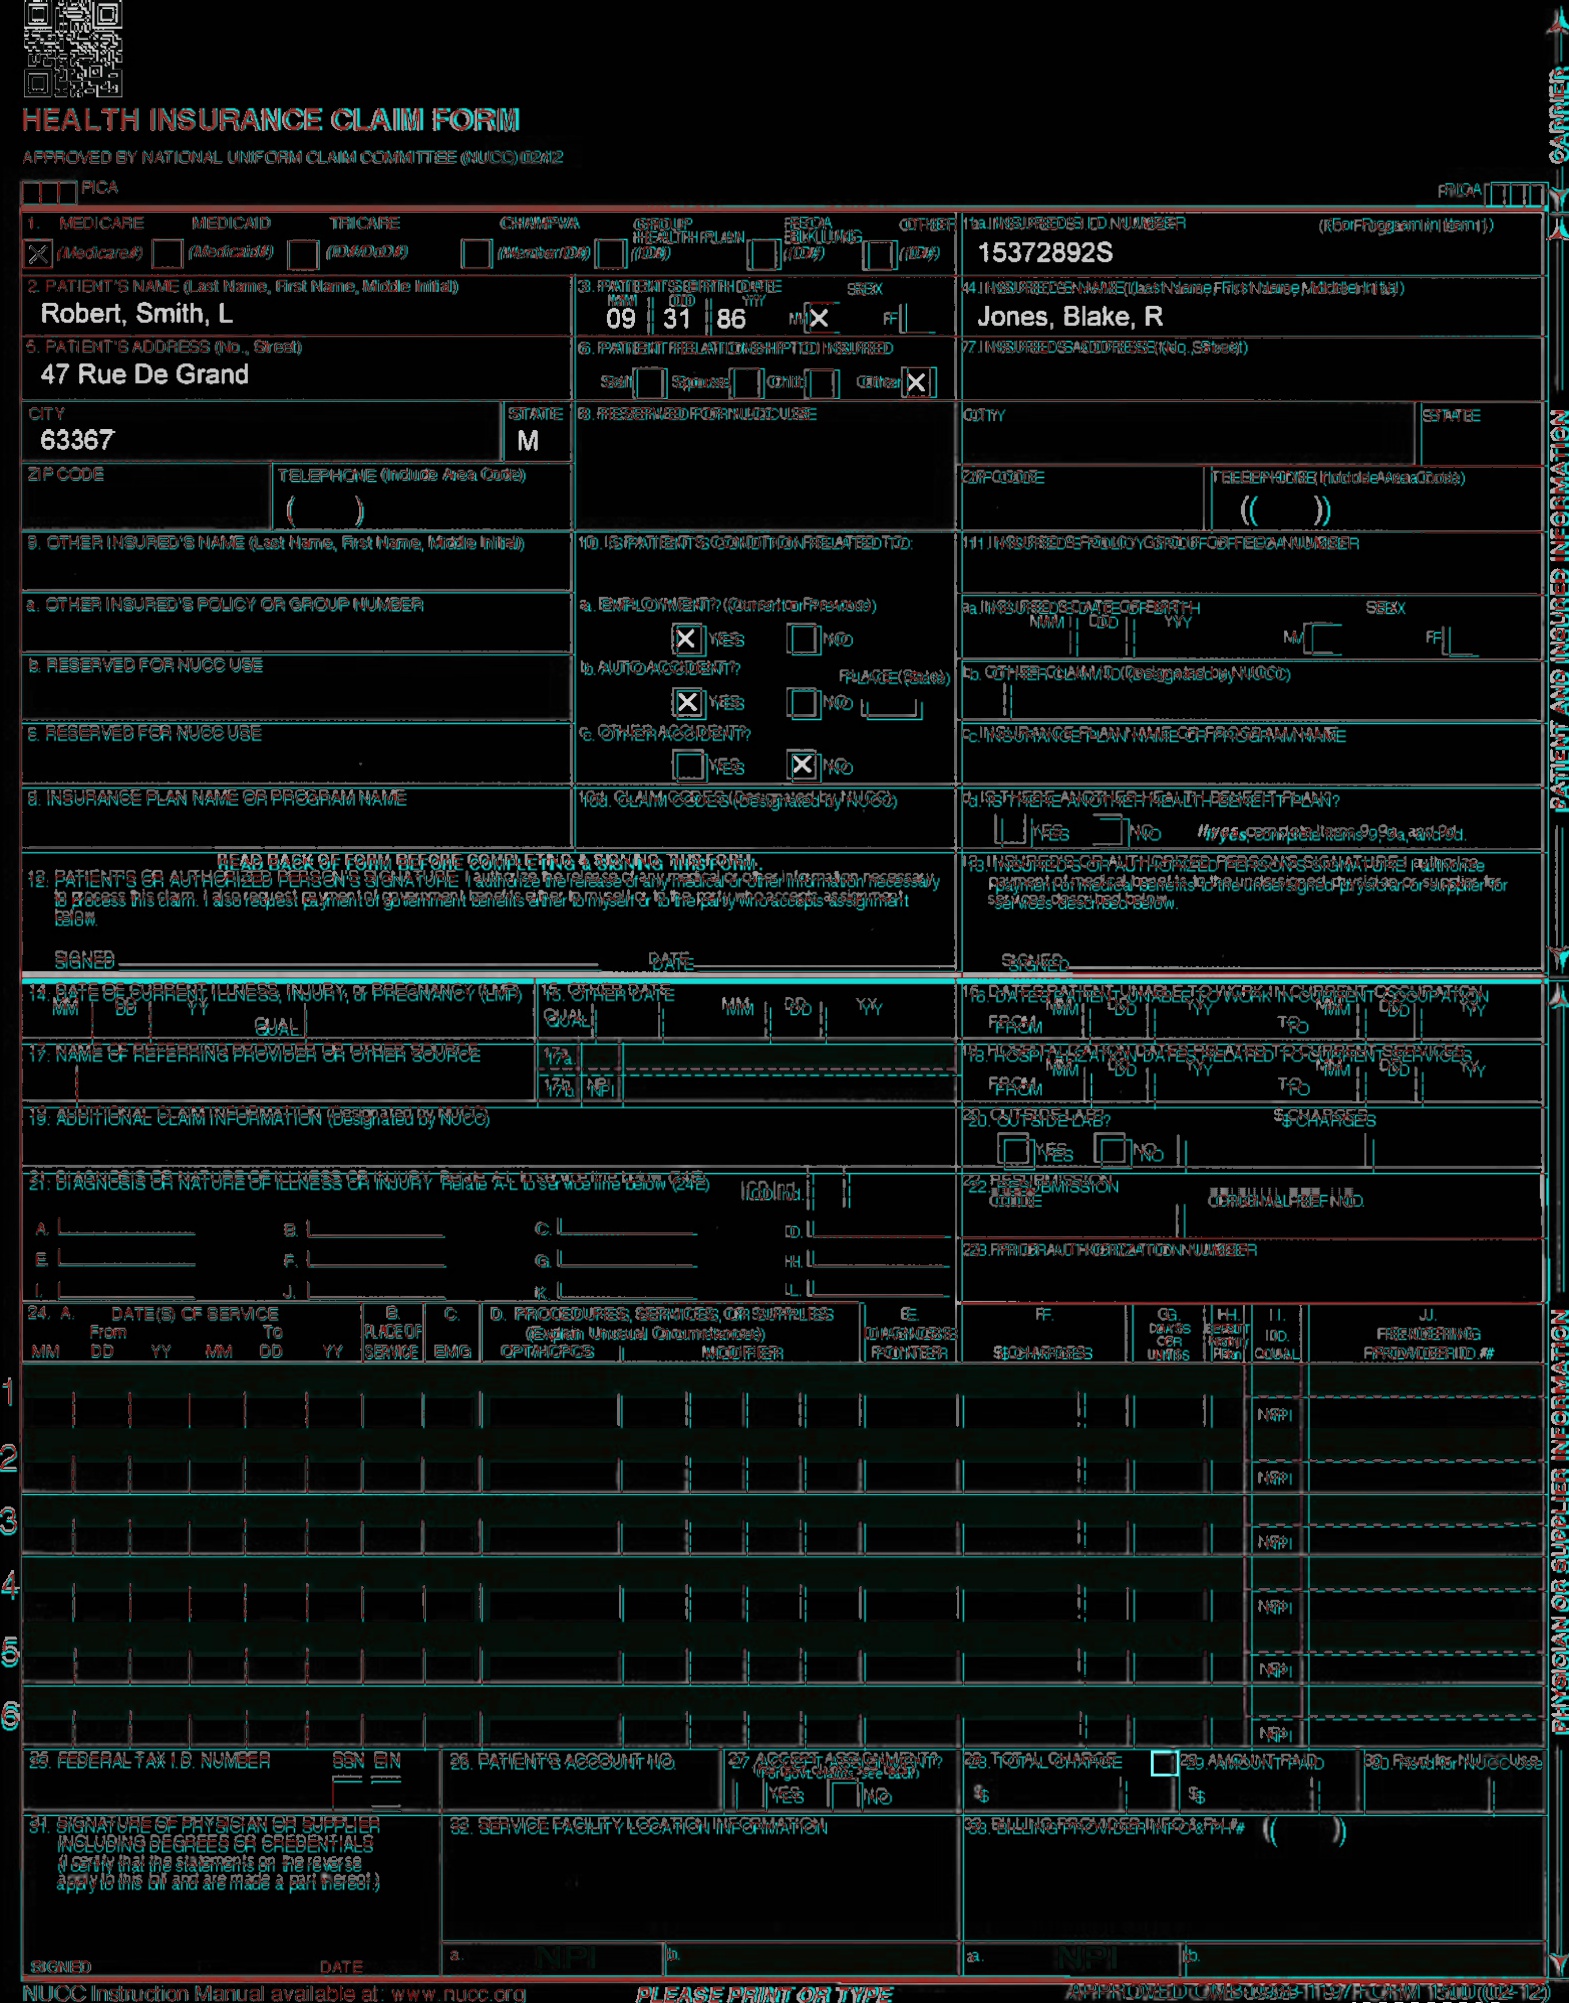 HEALTH INSURANCE CLAIM FORM
APPROVED BY NATIONAL UNIFORM CLAIM COMMITTEE (NUCC) 02/12
PICA
PICA
CARRIER
1. MEDICARE MEDICAID TRICARE CHAMPVA GROUP HEALTH PLAN FECA BLK LUNG OTHER
(Medicare#) (Medicaid#) (ID#/DoD#) (Member ID#) (ID#) (ID#) (ID#)
1a. INSURED'S I.D. NUMBER (For Program in Item 1)
15372892S
2. PATIENT'S NAME (Last Name, First Name, Middle Initial)
Robert, Smith, L
3. PATIENT'S BIRTH DATE SEX
MM DD YY
09 31 86 M X F
4. INSURED'S NAME (Last Name, First Name, Middle Initial)
Jones, Blake, R
5. PATIENT'S ADDRESS (No., Street)
47 Rue De Grand
6. PATIENT RELATIONSHIP TO INSURED
Self Spouse Child Other X
7. INSURED'S ADDRESS (No., Street)
CITY STATE
63367 M
8. RESERVED FOR NUCC USE
CITY STATE
ZIP CODE TELEPHONE (Include Area Code)
( )
ZIP CODE TELEPHONE (Include Area Code)
( )
9. OTHER INSURED'S NAME (Last Name, First Name, Middle Initial)
10. IS PATIENT'S CONDITION RELATED TO:
11. INSURED'S POLICY GROUP OR FECA NUMBER
a. OTHER INSURED'S POLICY OR GROUP NUMBER
a. EMPLOYMENT? (Current or Previous)
X YES NO
a. INSURED'S DATE OF BIRTH SEX
MM DD YY M F
b. RESERVED FOR NUCC USE
b. AUTO ACCIDENT? PLACE (State)
X YES NO
b. OTHER CLAIM ID (Designated by NUCC)
c. RESERVED FOR NUCC USE
c. OTHER ACCIDENT?
YES X NO
c. INSURANCE PLAN NAME OR PROGRAM NAME
d. INSURANCE PLAN NAME OR PROGRAM NAME
10d. CLAIM CODES (Designated by NUCC)
d. IS THERE ANOTHER HEALTH BENEFIT PLAN?
YES NO If yes, complete items 9, 9a, and 9d.
PATIENT AND INSURED INFORMATION
READ BACK OF FORM BEFORE COMPLETING & SIGNING THIS FORM.
12. PATIENT'S OR AUTHORIZED PERSON'S SIGNATURE I authorize the release of any medical or other information necessary
to process this claim. I also request payment of government benefits either to myself or to the party who accepts assignment
below.
SIGNED DATE
13. INSURED'S OR AUTHORIZED PERSON'S SIGNATURE I authorize
payment of medical benefits to the undersigned physician or supplier for
services described below.
SIGNED
14. DATE OF CURRENT ILLNESS, INJURY, or PREGNANCY (LMP)
MM DD YY QUAL.
15. OTHER DATE
QUAL. MM DD YY
16. DATES PATIENT UNABLE TO WORK IN CURRENT OCCUPATION
MM DD YY MM DD YY
FROM TO
17. NAME OF REFERRING PROVIDER OR OTHER SOURCE
17a.
17b. NPI
18. HOSPITALIZATION DATES RELATED TO CURRENT SERVICES
MM DD YY MM DD YY
FROM TO
19. ADDITIONAL CLAIM INFORMATION (Designated by NUCC)
20. OUTSIDE LAB? $ CHARGES
YES NO
21. DIAGNOSIS OR NATURE OF ILLNESS OR INJURY Relate A-L to service line below (24E) ICD Ind.
A. B. C. D.
E. F. G. H.
I. J. K. L.
22. RESUBMISSION
CODE ORIGINAL REF. NO.
23. PRIOR AUTHORIZATION NUMBER
24. A. DATE(S) OF SERVICE
From To
MM DD YY MM DD YY
B. PLACE OF SERVICE
C. EMG
D. PROCEDURES, SERVICES, OR SUPPLIES
(Explain Unusual Circumstances)
CPT/HCPCS MODIFIER
E. DIAGNOSIS POINTER
F. $ CHARGES
G. DAYS OR UNITS
H. EPSDT Family Plan
I. ID. QUAL.
J. RENDERING PROVIDER ID. #
1 NPI
2 NPI
3 NPI
4 NPI
5 NPI
6 NPI
PHYSICIAN OR SUPPLIER INFORMATION
25. FEDERAL TAX I.D. NUMBER SSN EIN
26. PATIENT'S ACCOUNT NO.
27. ACCEPT ASSIGNMENT?
(For govt. claims, see back)
YES NO
28. TOTAL CHARGE
$
29. AMOUNT PAID
$
30. Rsvd for NUCC Use
31. SIGNATURE OF PHYSICIAN OR SUPPLIER
INCLUDING DEGREES OR CREDENTIALS
(I certify that the statements on the reverse
apply to this bill and are made a part thereof.)
SIGNED DATE
32. SERVICE FACILITY LOCATION INFORMATION
a. NPI b.
33. BILLING PROVIDER INFO & PH # ( )
a. NPI b.
NUCC Instruction Manual available at: www.nucc.org
PLEASE PRINT OR TYPE
APPROVED OMB-0938-1197 FORM 1500 (02-12)